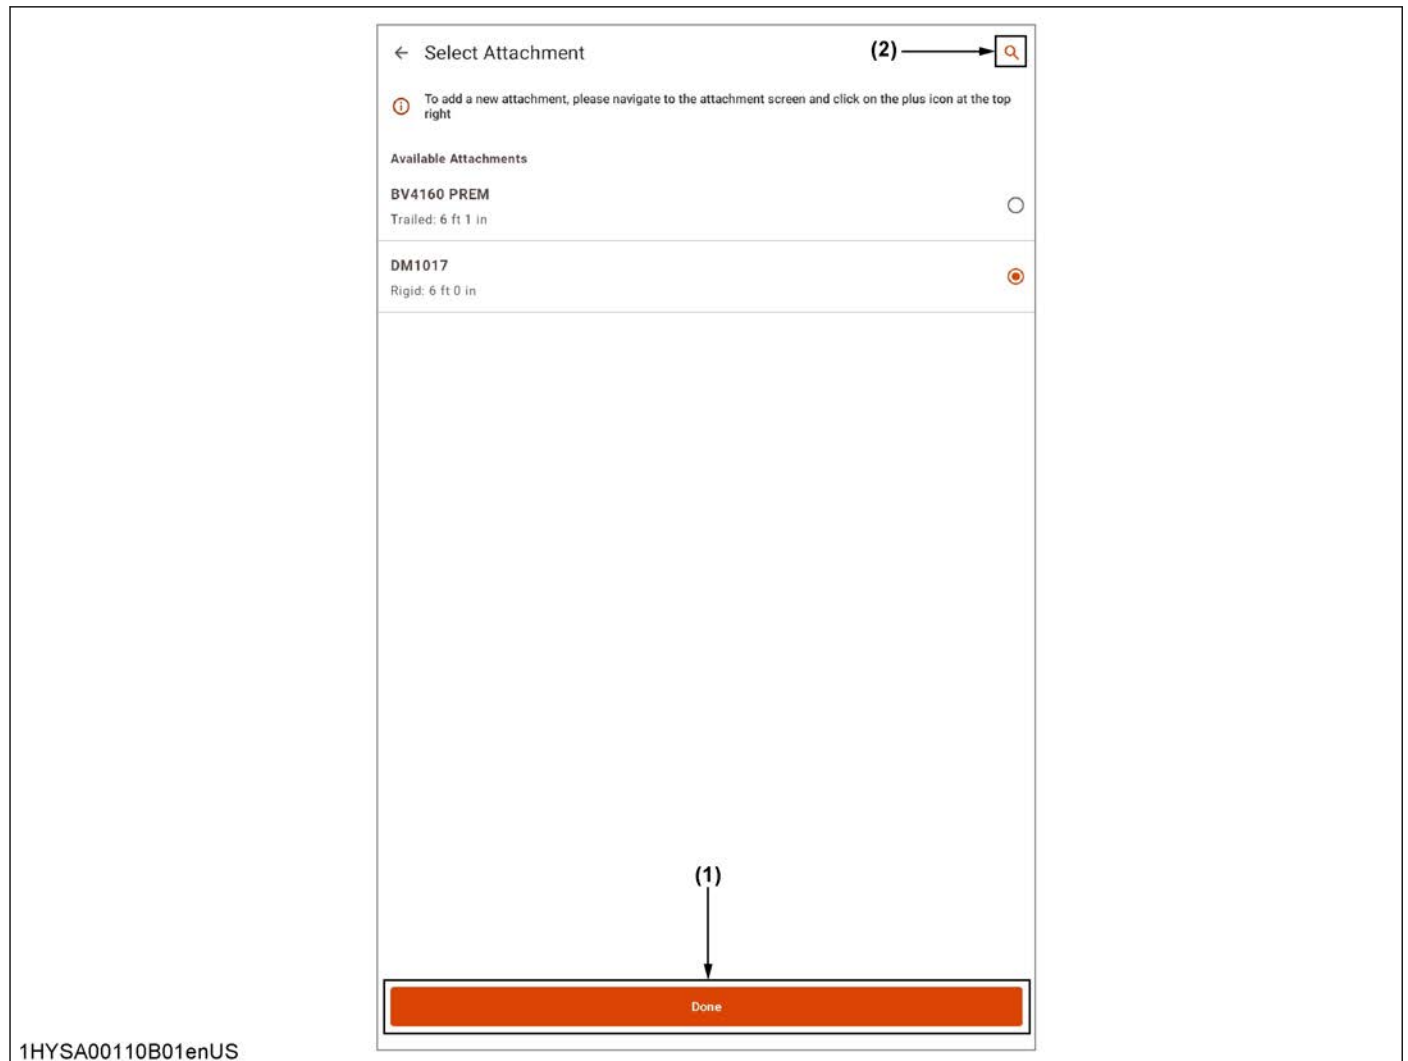 Select Attachment
(2)
To add a new attachment, please navigate to the attachment screen and click on the plus icon at the top
right
Available Attachments
BV4160 PREM
Trailed: 6 ft 1 in
DM1017
Rigid: 6 ft 0 in
(1)
Done
1HYSA00110B01enUS